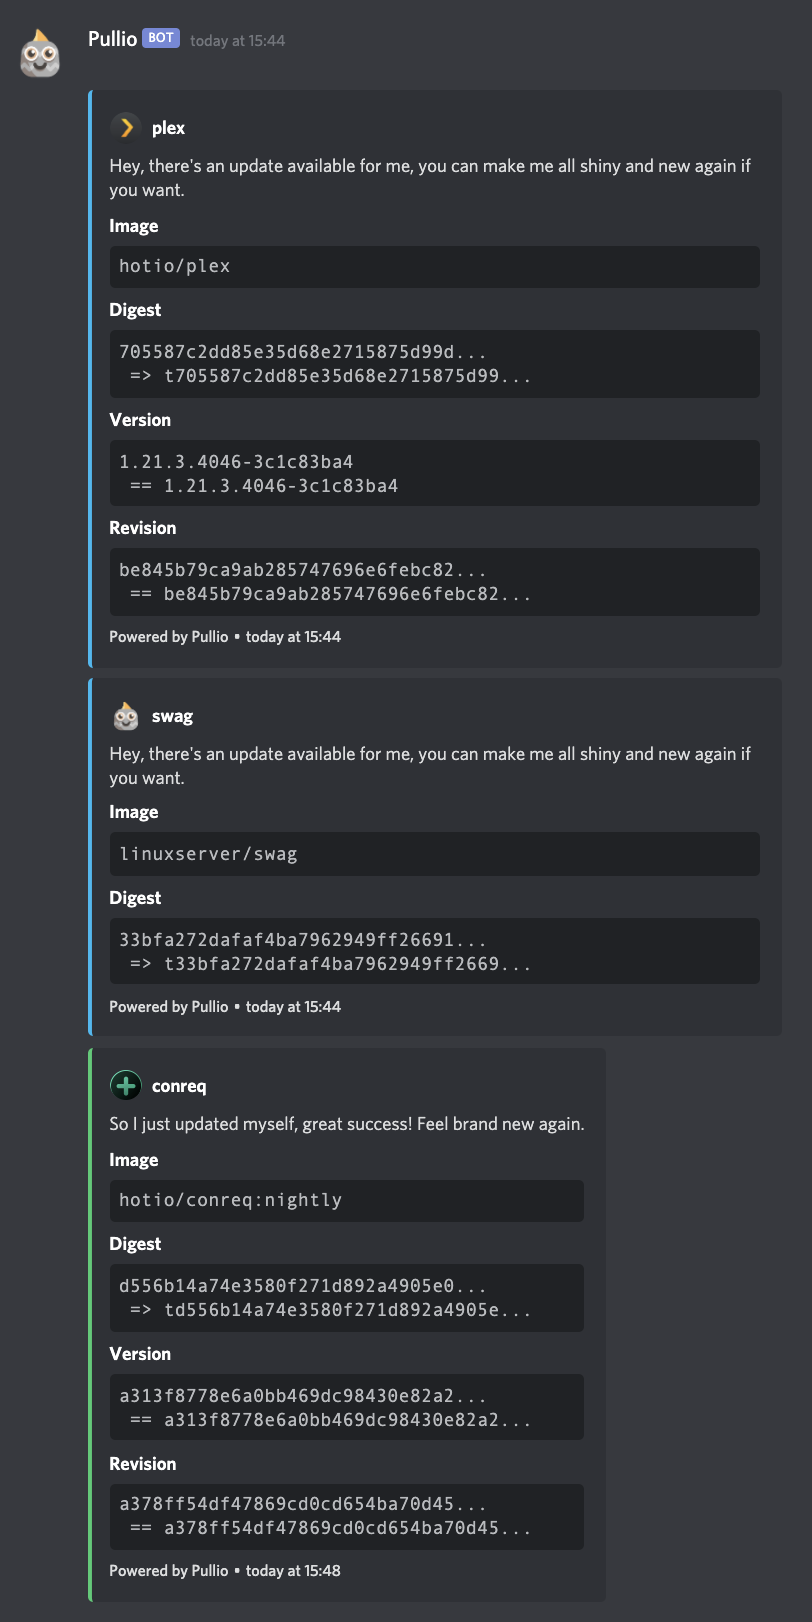 Pullio BOT today at 15:44
plex
Hey, there's an update available for me, you can make me all shiny and new again if
you want.
Image
hotio/plex
Digest
705587c2dd85e35d68e2715875d99d...
=> t705587c2dd85e35d68e2715875d99...
Version
1.21.3.4046-3c1c83ba4
== 1.21.3.4046-3c1c83ba4
Revision
be845b79ca9ab285747696e6febc82...
== be845b79ca9ab285747696e6febc82...
Powered by Pullio • today at 15:44
swag
Hey, there's an update available for me, you can make me all shiny and new again if
you want.
Image
linuxserver/swag
Digest
33bfa272dafaf4ba7962949ff26691...
=> t33bfa272dafaf4ba7962949ff2669...
Powered by Pullio • today at 15:44
conreq
So I just updated myself, great success! Feel brand new again.
Image
hotio/conreq:nightly
Digest
d556b14a74e3580f271d892a4905e0...
=> td556b14a74e3580f271d892a4905e...
Version
a313f8778e6a0bb469dc98430e82a2...
== a313f8778e6a0bb469dc98430e82a2...
Revision
a378ff54df47869cd0cd654ba70d45...
== a378ff54df47869cd0cd654ba70d45...
Powered by Pullio • today at 15:48